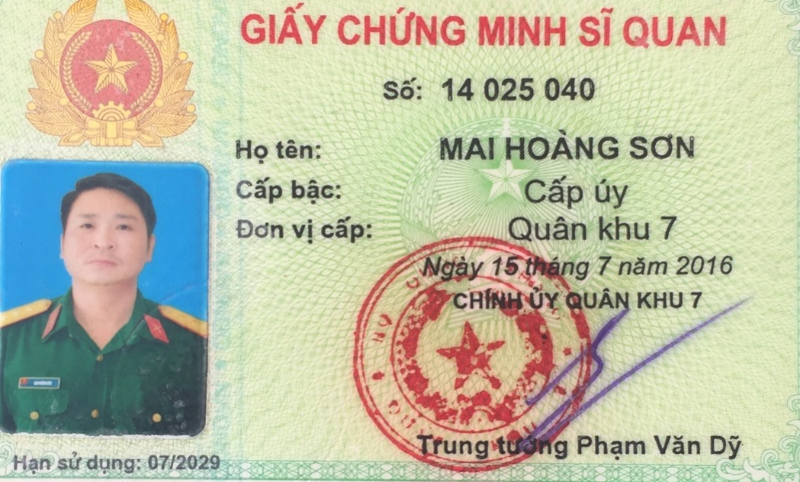 GIẤY CHỨNG MINH SĨ QUAN
Số: 14 025 040
Họ tên: MAI HOÀNG SƠN
Cấp bậc: Cấp úy
Đơn vị cấp: Quân khu 7
Ngày 15 tháng 7 năm 2016
CHÍNH ỦY QUÂN KHU 7
Trung tướng Phạm Văn Dỹ
Hạn sử dụng: 07/2029